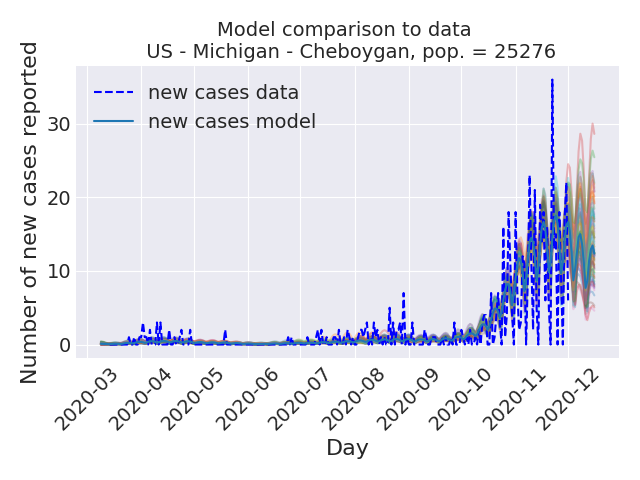 Model comparison to data
US - Michigan - Cheboygan, pop. = 25276
Number of new cases reported
new cases data
new cases model
30
20
10
0
2020-03
2020-04
2020-05
2020-06
2020-07
2020-08
2020-09
2020-10
2020-11
2020-12
Day